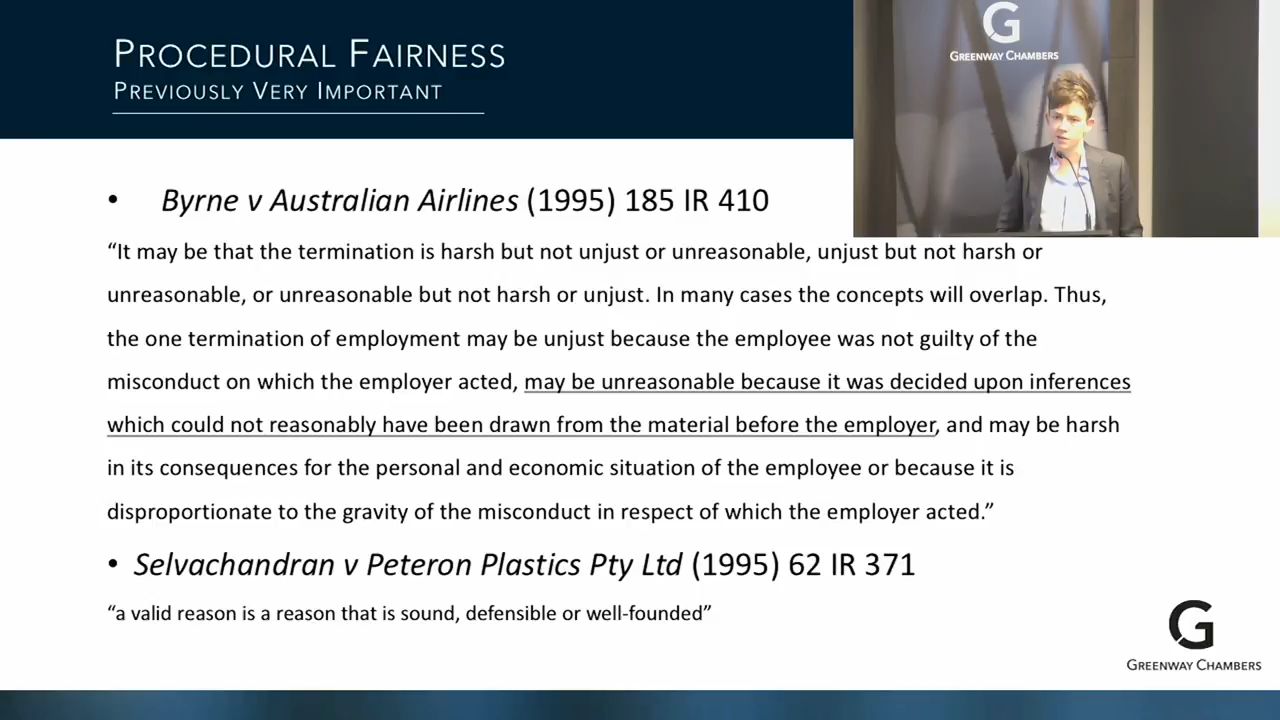 PROCEDURAL FAIRNESS
PREVIOUSLY VERY IMPORTANT
G
GREENWAY CHAMBERS
• Byrne v Australian Airlines (1995) 185 IR 410
“It may be that the termination is harsh but not unjust or unreasonable, unjust but not harsh or
unreasonable, or unreasonable but not harsh or unjust. In many cases the concepts will overlap. Thus,
the one termination of employment may be unjust because the employee was not guilty of the
misconduct on which the employer acted, may be unreasonable because it was decided upon inferences
which could not reasonably have been drawn from the material before the employer, and may be harsh
in its consequences for the personal and economic situation of the employee or because it is
disproportionate to the gravity of the misconduct in respect of which the employer acted.”
• Selvachandran v Peteron Plastics Pty Ltd (1995) 62 IR 371
“a valid reason is a reason that is sound, defensible or well-founded”
G
GREENWAY CHAMBERS